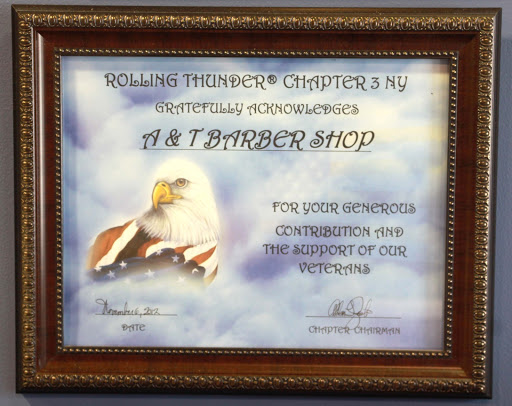 ROLLING THUNDER® CHAPTER 3 NY
GRATEFULLY ACKNOWLEDGES
A & T BARBER SHOP
FOR YOUR GENEROUS
CONTRIBUTION AND
THE SUPPORT OF OUR
VETERANS
DATE
CHAPTER CHAIRMAN